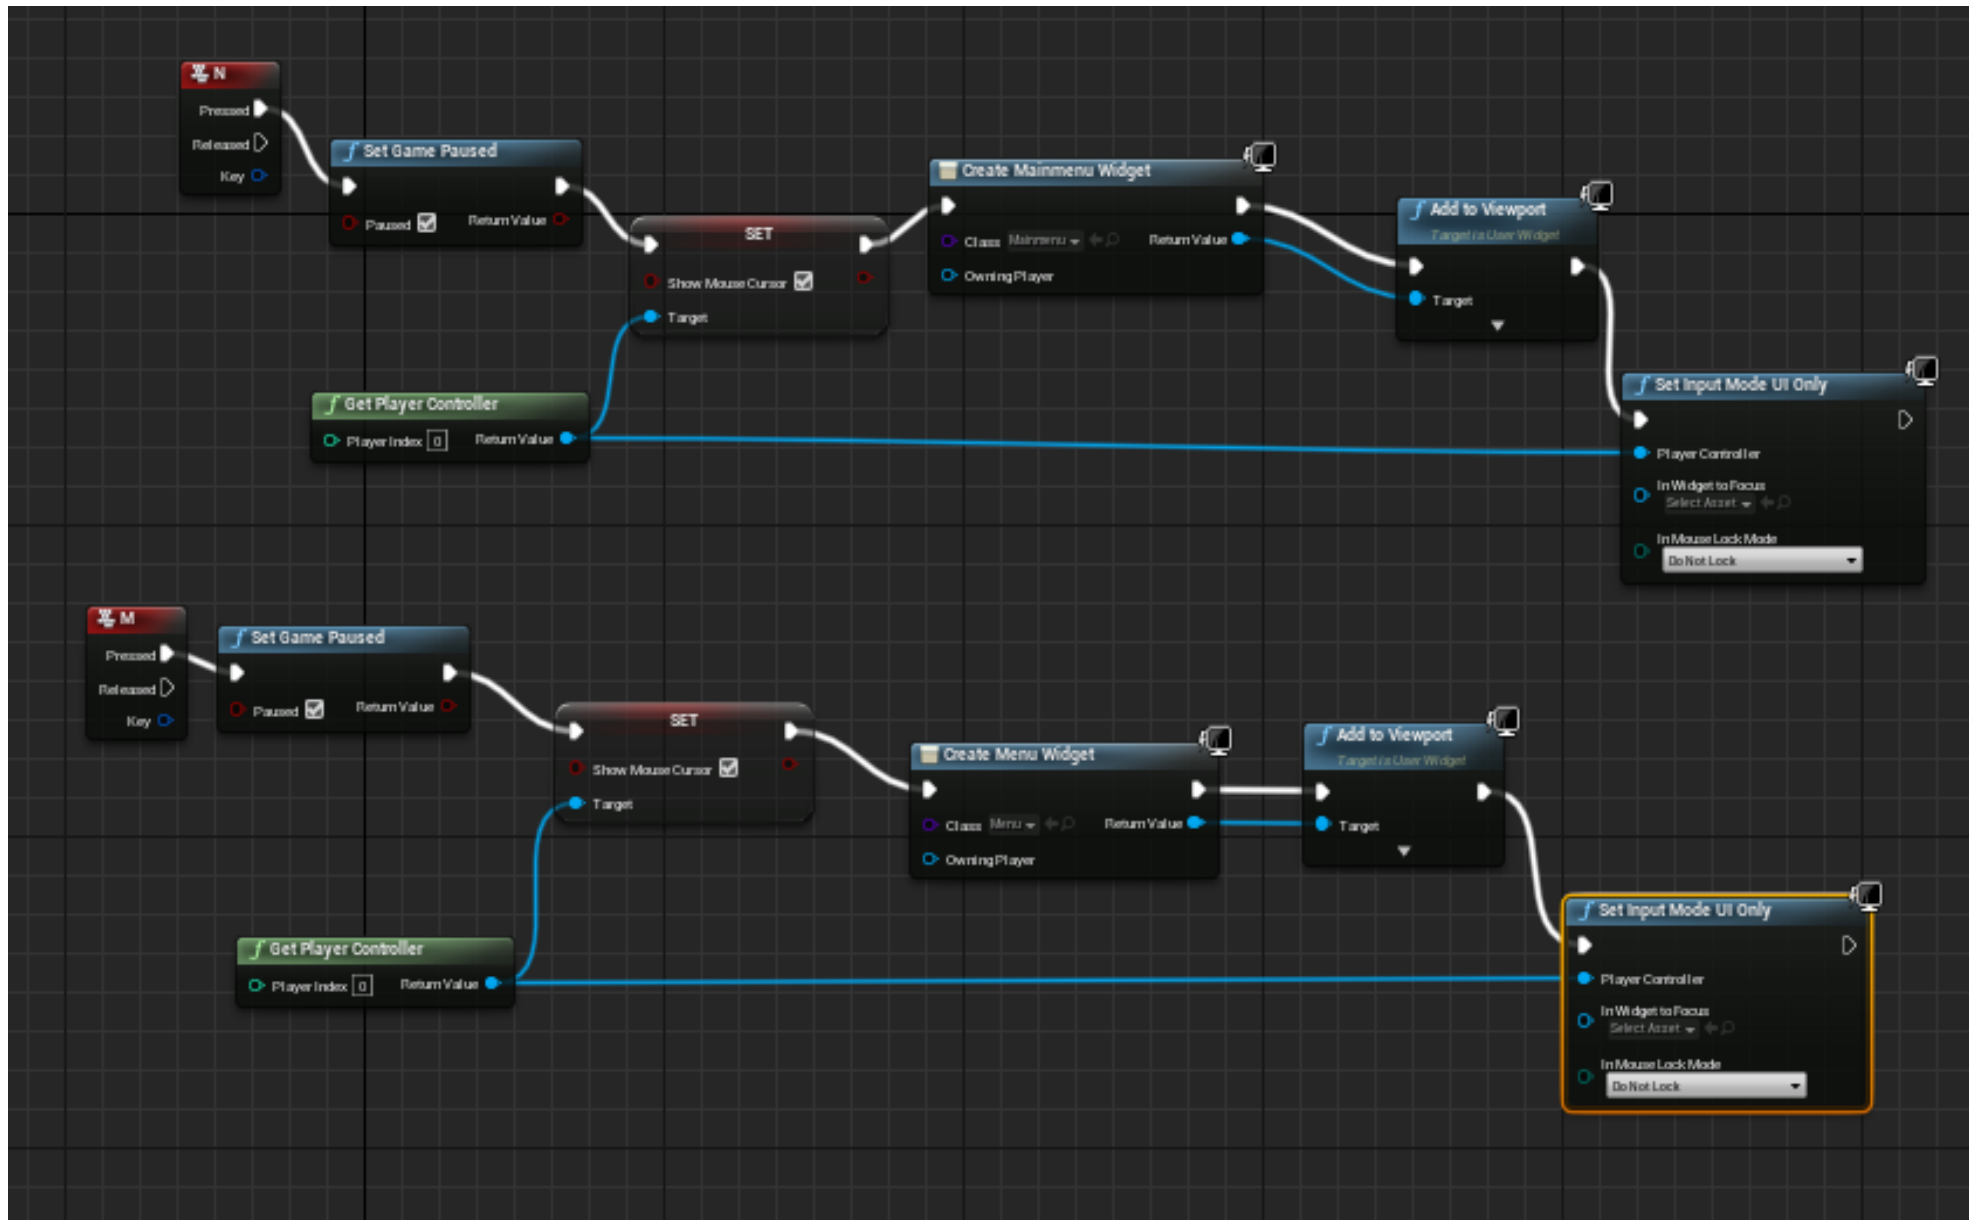 N
Pressed
Released
Key
Set Game Paused
Paused
Return Value
SET
Show Mouse Cursor
Target
Create Mainmenu Widget
Class Mainmenu
Return Value
Owning Player
Add to Viewport
Target is User Widget
Target
Get Player Controller
Player Index 0
Return Value
Set Input Mode UI Only
Player Controller
In Widget to Focus
Select Asset
In Mouse Lock Mode
Do Not Lock
M
Pressed
Released
Key
Set Game Paused
Paused
Return Value
SET
Show Mouse Cursor
Target
Create Menu Widget
Class Menu
Return Value
Owning Player
Add to Viewport
Target is User Widget
Target
Get Player Controller
Player Index 0
Return Value
Set Input Mode UI Only
Player Controller
In Widget to Focus
Select Asset
In Mouse Lock Mode
Do Not Lock